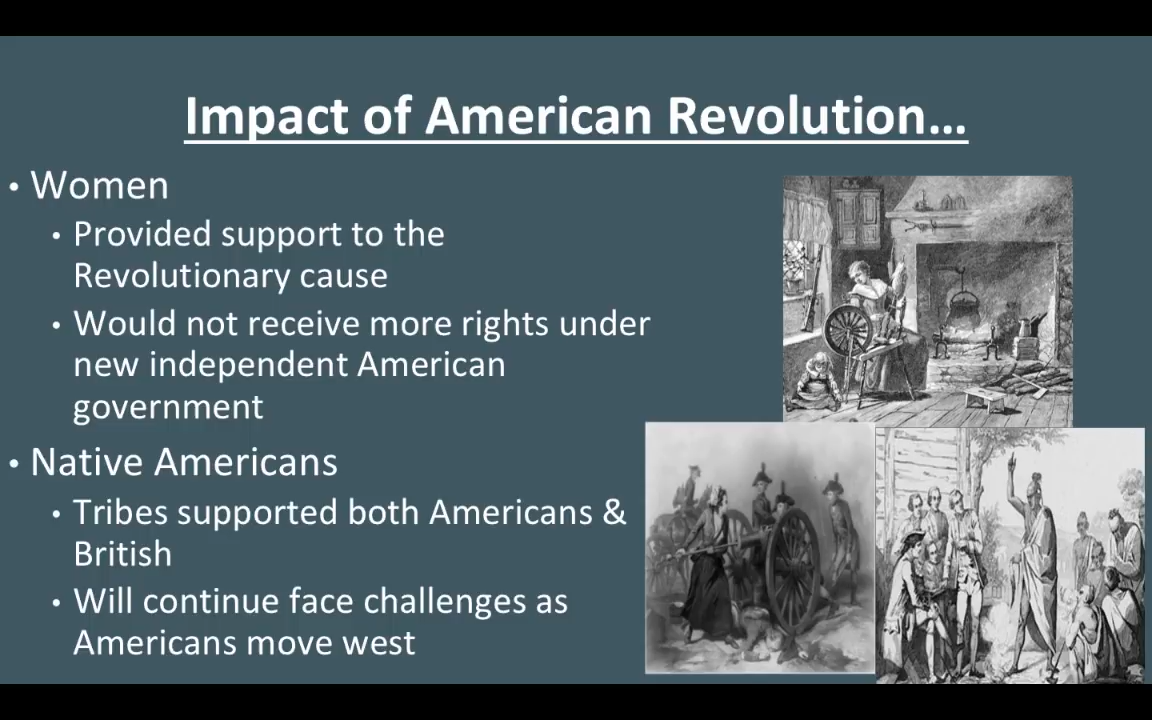 Impact of American Revolution…
• Women
• Provided support to the
Revolutionary cause
• Would not receive more rights under
new independent American
government
• Native Americans
• Tribes supported both Americans &
British
• Will continue face challenges as
Americans move west